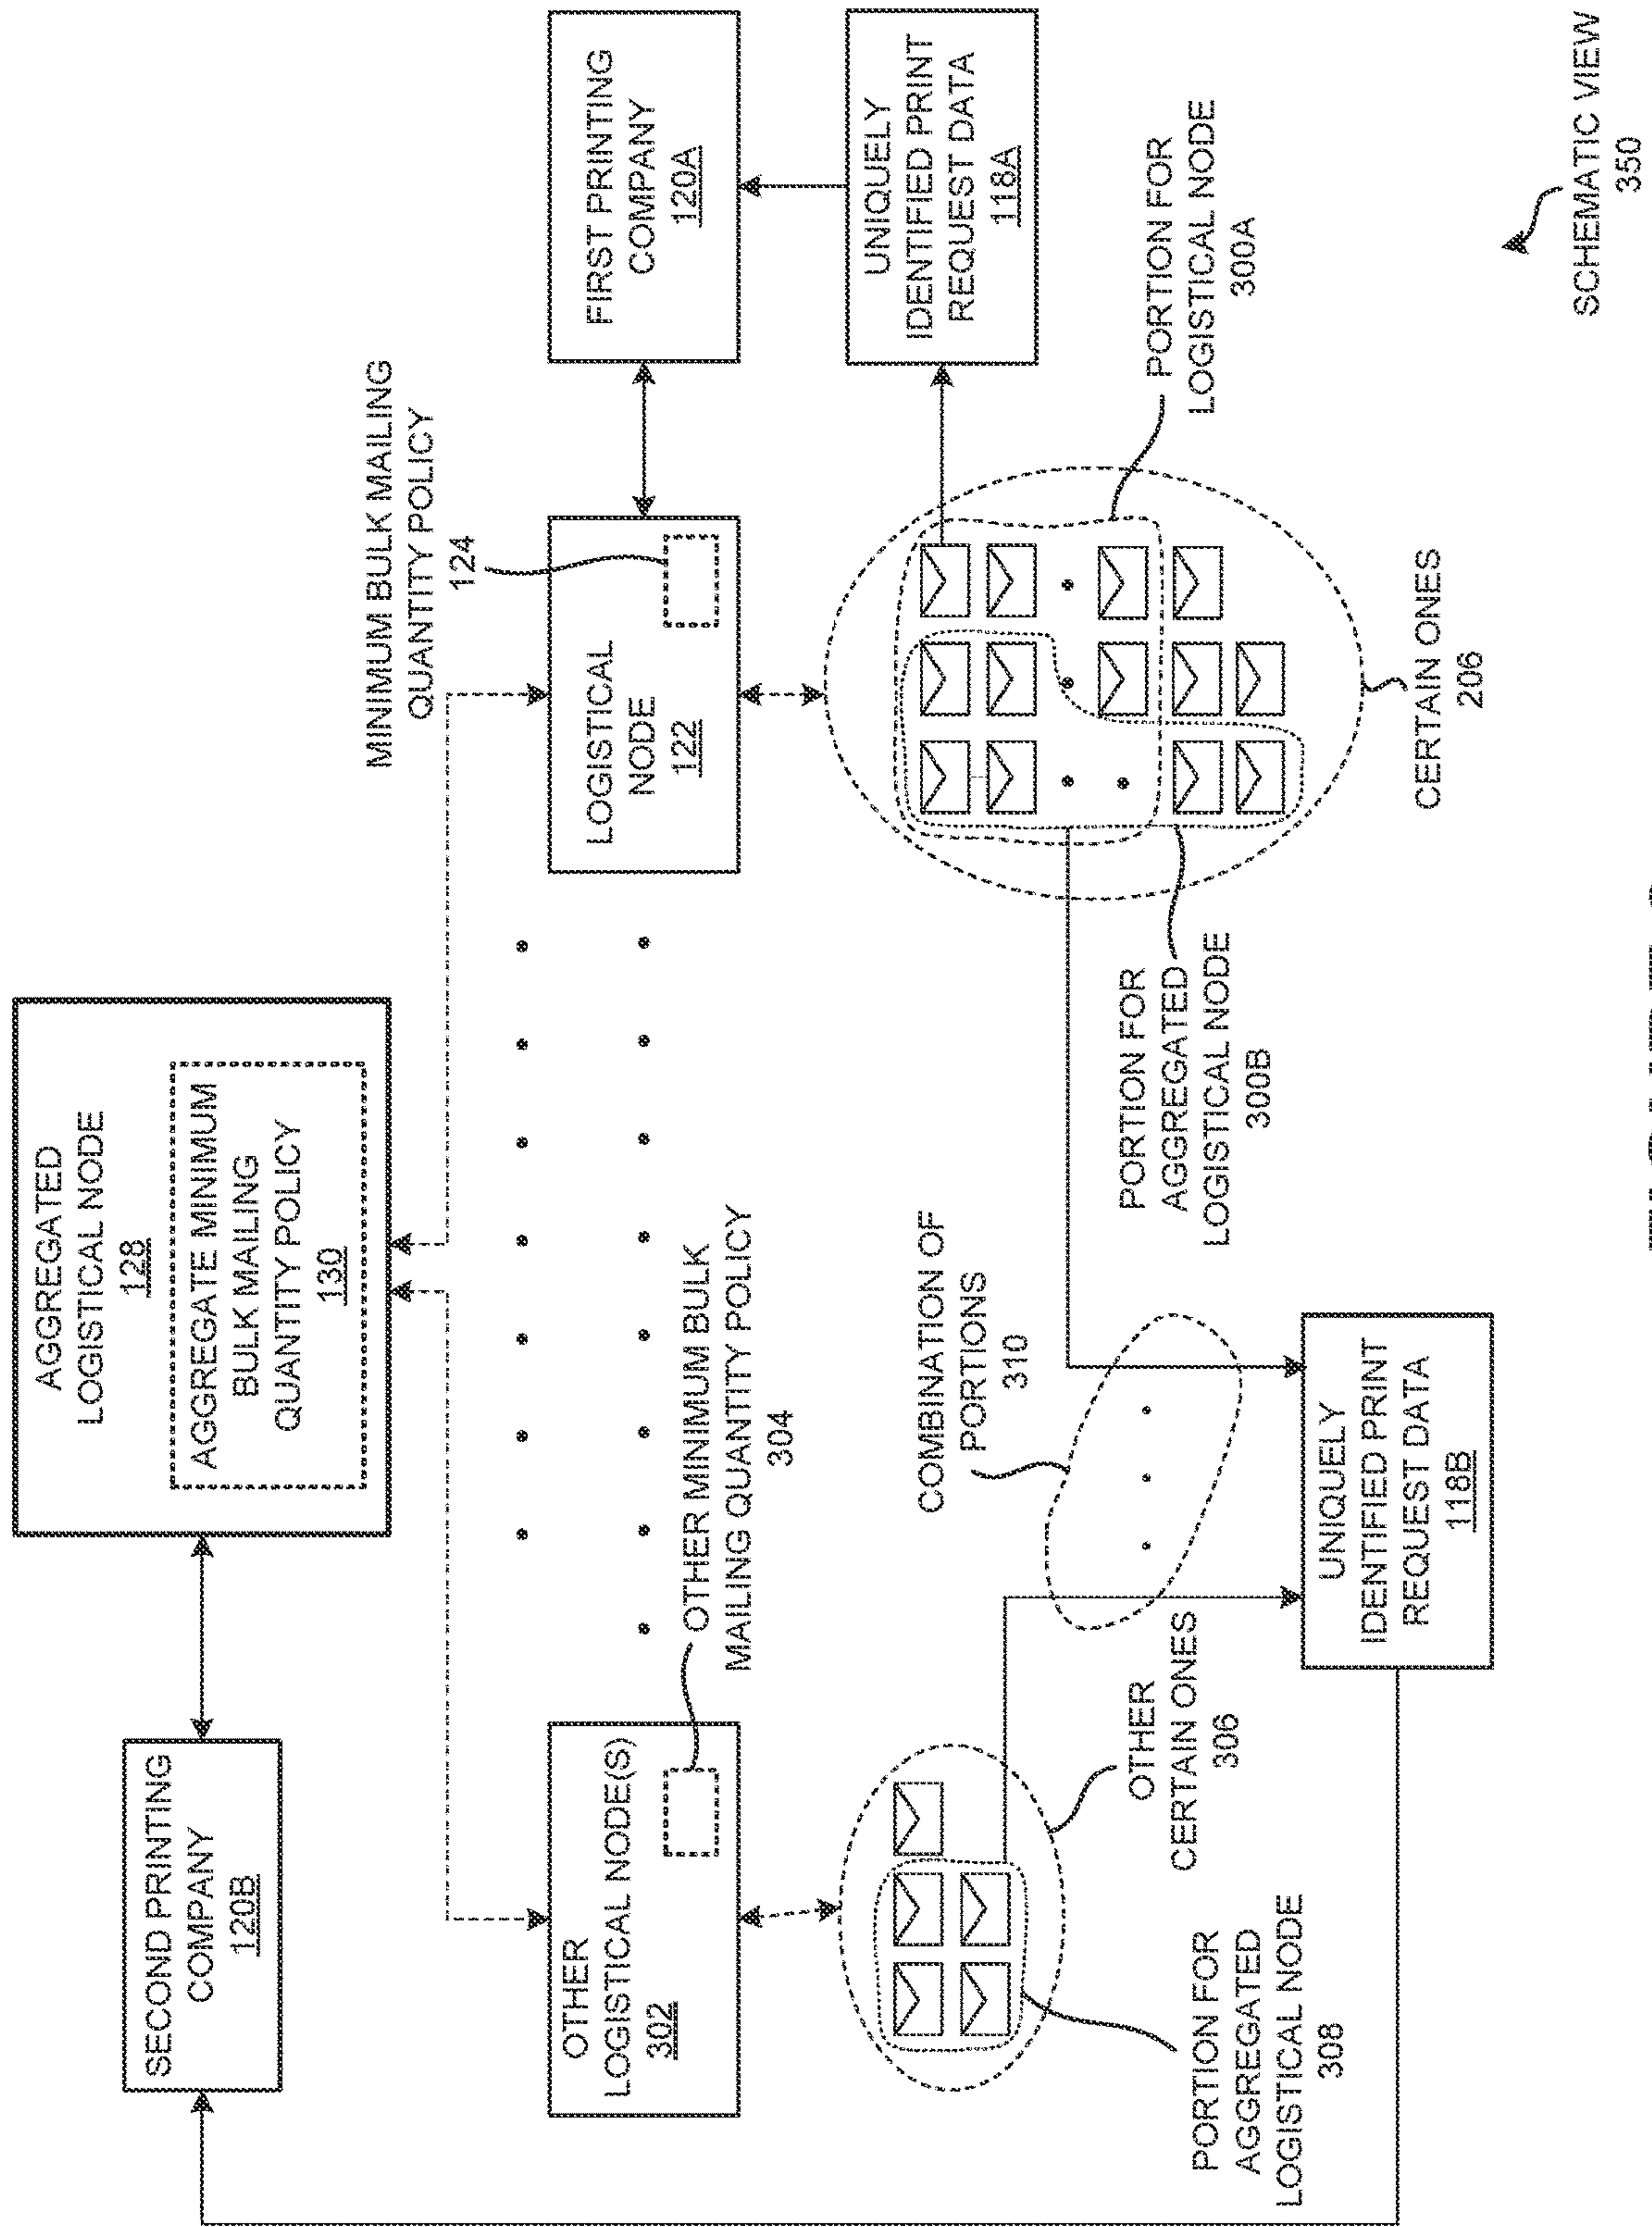 SECOND PRINTING
COMPANY
120B
AGGREGATED
LOGISTICAL NODE
128
AGGREGATE MINIMUM
BULK MAILING
QUANTITY POLICY
130
MINIMUM BULK MAILING
QUANTITY POLICY
124
OTHER
LOGISTICAL NODE(S)
302
OTHER MINIMUM BULK
MAILING QUANTITY POLICY
304
LOGISTICAL
NODE
122
FIRST PRINTING
COMPANY
120A
UNIQUELY
IDENTIFIED PRINT
REQUEST DATA
118A
COMBINATION OF
PORTIONS
310
PORTION FOR
AGGREGATED
LOGISTICAL NODE
300B
PORTION FOR
LOGISTICAL NODE
300A
OTHER
CERTAIN ONES
306
PORTION FOR
AGGREGATED
LOGISTICAL NODE
308
UNIQUELY
IDENTIFIED PRINT
REQUEST DATA
118B
CERTAIN ONES
206
SCHEMATIC VIEW
350